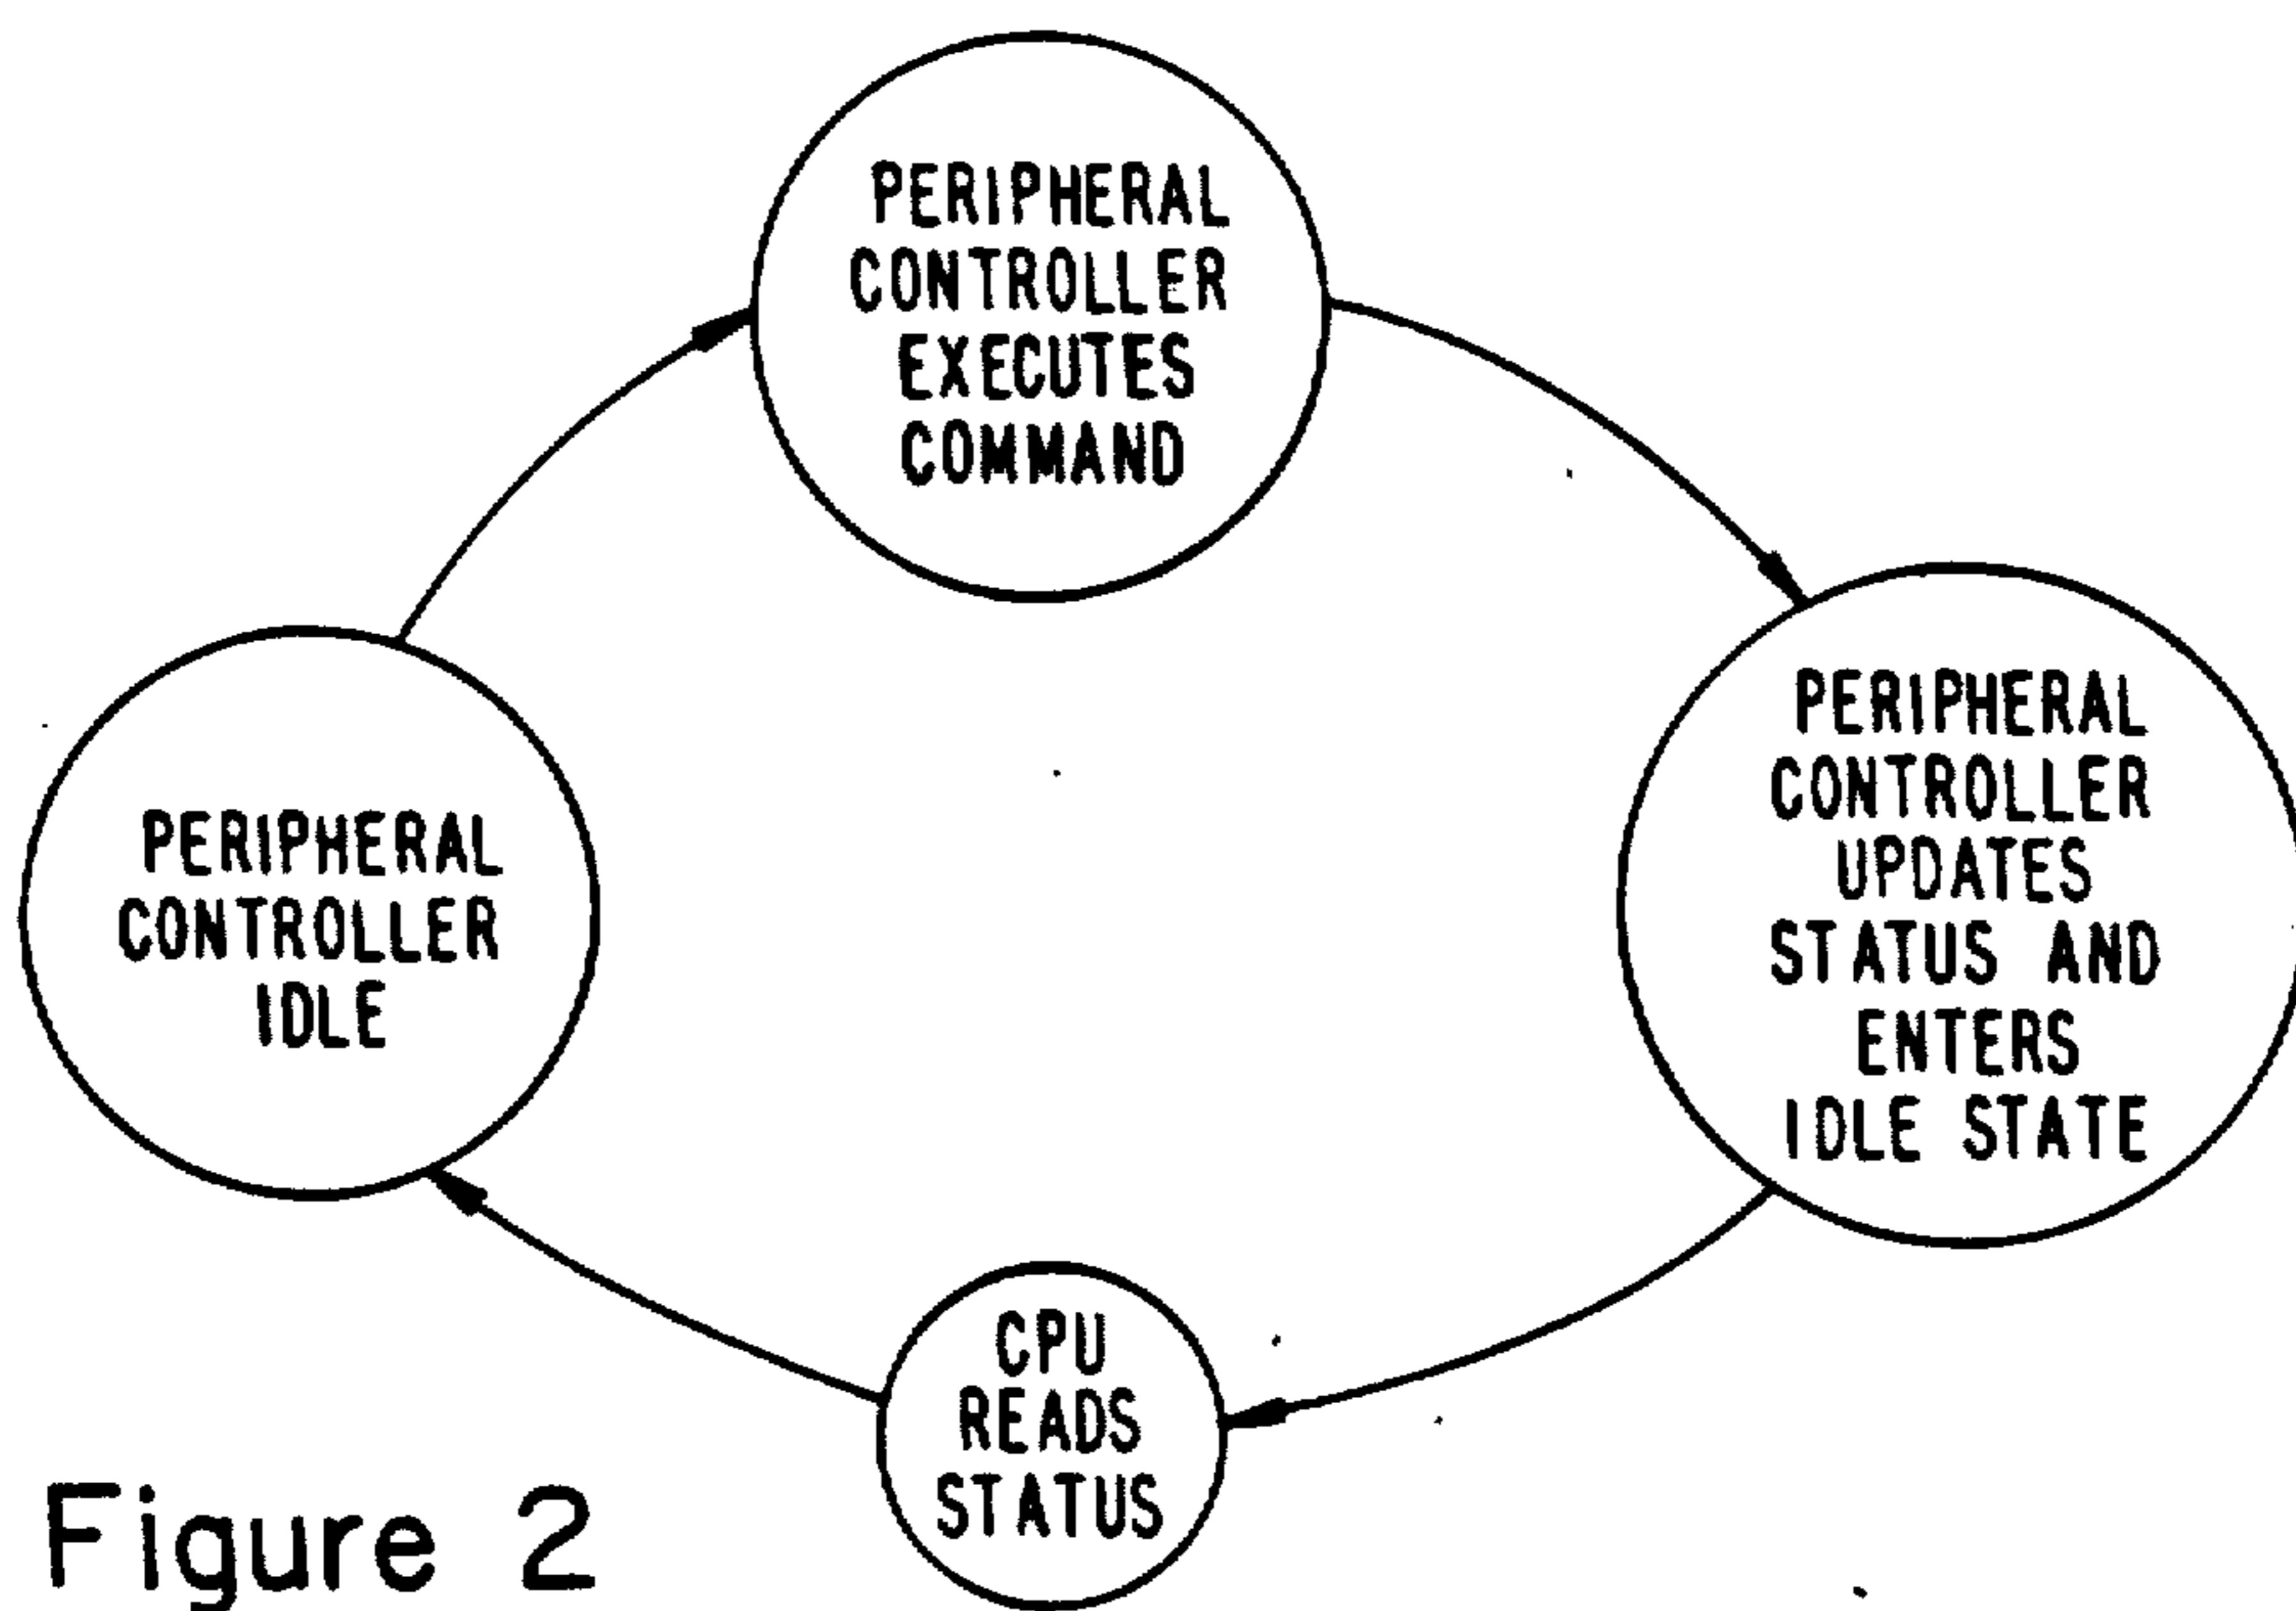 PERIPHERAL
CONTROLLER
EXECUTES
COMMAND
PERIPHERAL
CONTROLLER
UPDATES
STATUS AND
ENTERS
IDLE STATE
PERIPHERAL
CONTROLLER
IDLE
CPU
READS
STATUS
Figure 2